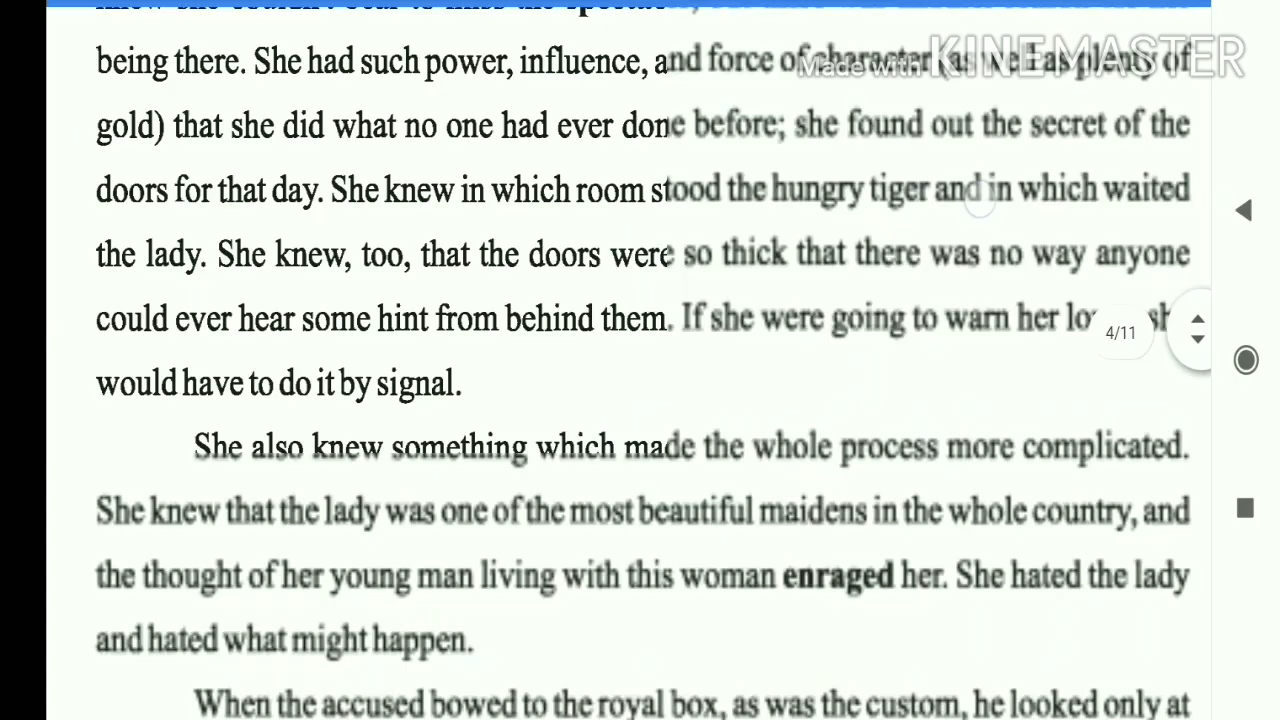 being there. She had such power, influence, and force of character (as well as plenty of
Made with KINEMASTER
gold) that she did what no one had ever done before; she found out the secret of the
doors for that day. She knew in which room stood the hungry tiger and in which waited
the lady. She knew, too, that the doors were so thick that there was no way anyone
could ever hear some hint from behind them. If she were going to warn her
4/11
would have to do it by signal.
She also knew something which made the whole process more complicated.
She knew that the lady was one of the most beautiful maidens in the whole country, and
the thought of her young man living with this woman enraged her. She hated the lady
and hated what might happen.
When the accused bowed to the royal box, as was the custom, he looked only at